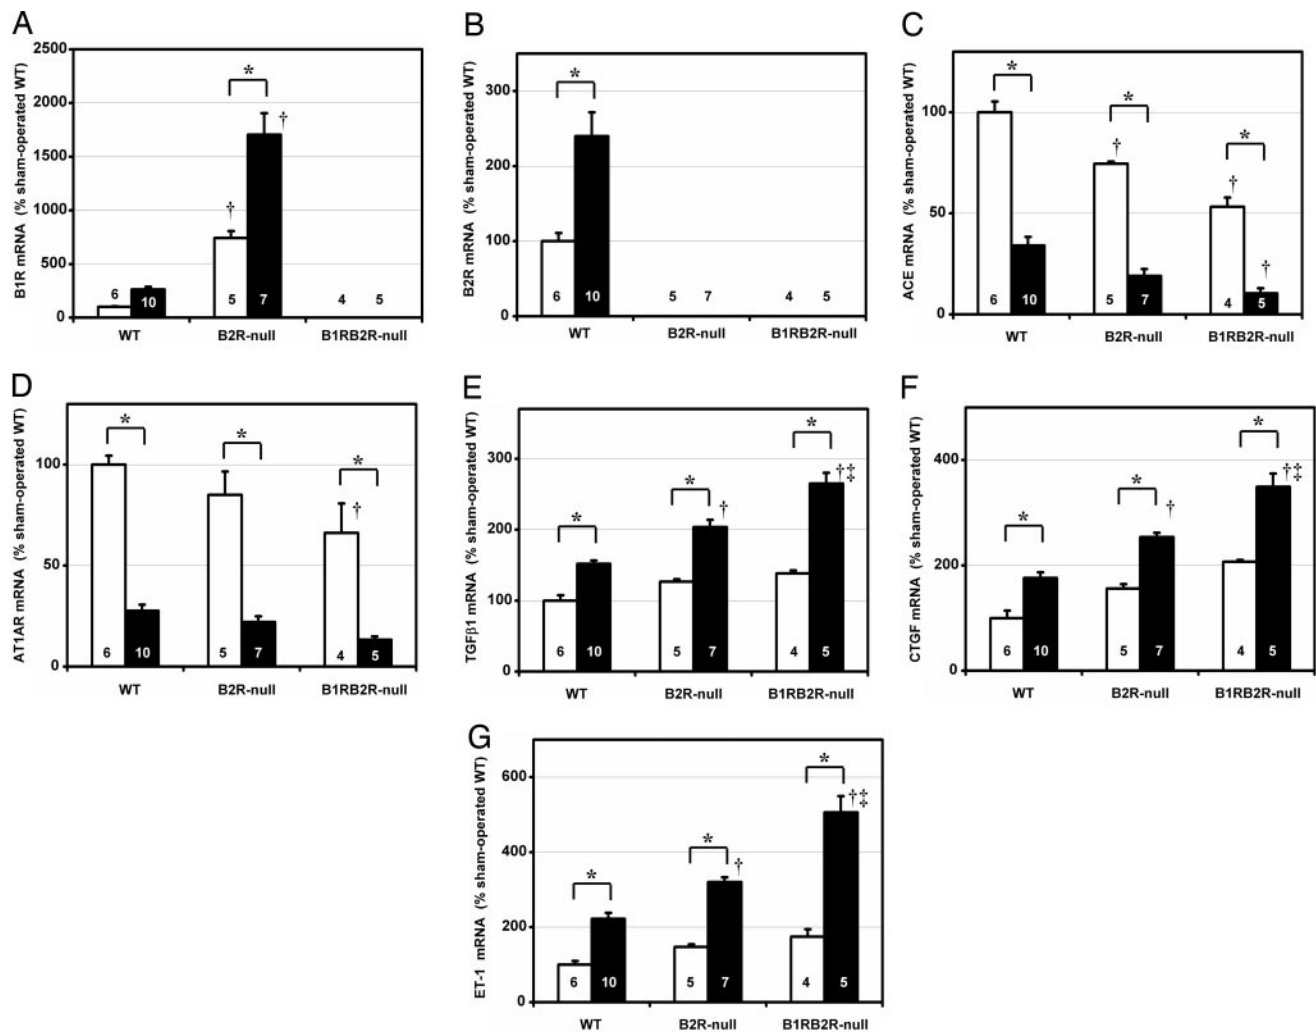 A
B1R mRNA (% sham-operated WT)
2500
2000
1500
1000
500
0
*
†
†
6
10
5
7
4
5
WT
B2R-null
B1RB2R-null
B
B2R mRNA (% sham-operated WT)
300
200
100
0
*
6
10
5
7
4
5
WT
B2R-null
B1RB2R-null
C
ACE mRNA (% sham-operated WT)
100
50
0
*
*
*
†
†
†
6
10
5
7
4
5
WT
B2R-null
B1RB2R-null
D
AT1AR mRNA (% sham-operated WT)
100
50
0
*
*
*
†
6
10
5
7
4
5
WT
B2R-null
B1RB2R-null
E
TGFβ1 mRNA (% sham-operated WT)
300
200
100
0
*
*
†
*
†‡
6
10
5
7
4
5
WT
B2R-null
B1RB2R-null
F
CTGF mRNA (% sham-operated WT)
400
200
0
*
*
†
*
†‡
6
10
5
7
4
5
WT
B2R-null
B1RB2R-null
G
ET-1 mRNA (% sham-operated WT)
600
400
200
0
*
*
†
*
†‡
6
10
5
7
4
5
WT
B2R-null
B1RB2R-null